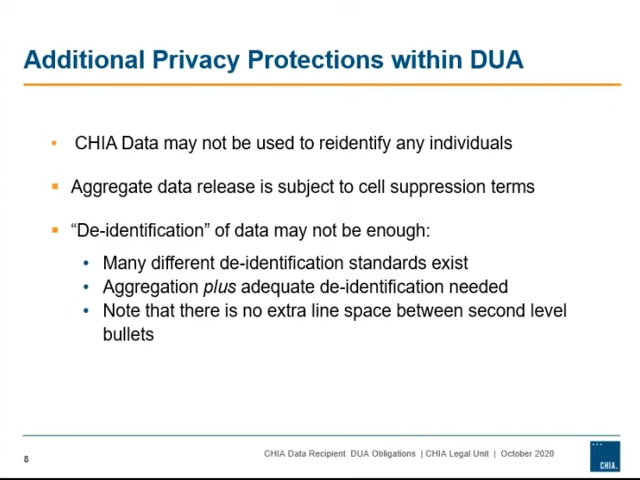 Additional Privacy Protections within DUA
• CHIA Data may not be used to reidentify any individuals
▪ Aggregate data release is subject to cell suppression terms
▪ “De-identification” of data may not be enough:
• Many different de-identification standards exist
• Aggregation plus adequate de-identification needed
• Note that there is no extra line space between second level
bullets
8
CHIA Data Recipient DUA Obligations | CHIA Legal Unit | October 2020
CHIA.